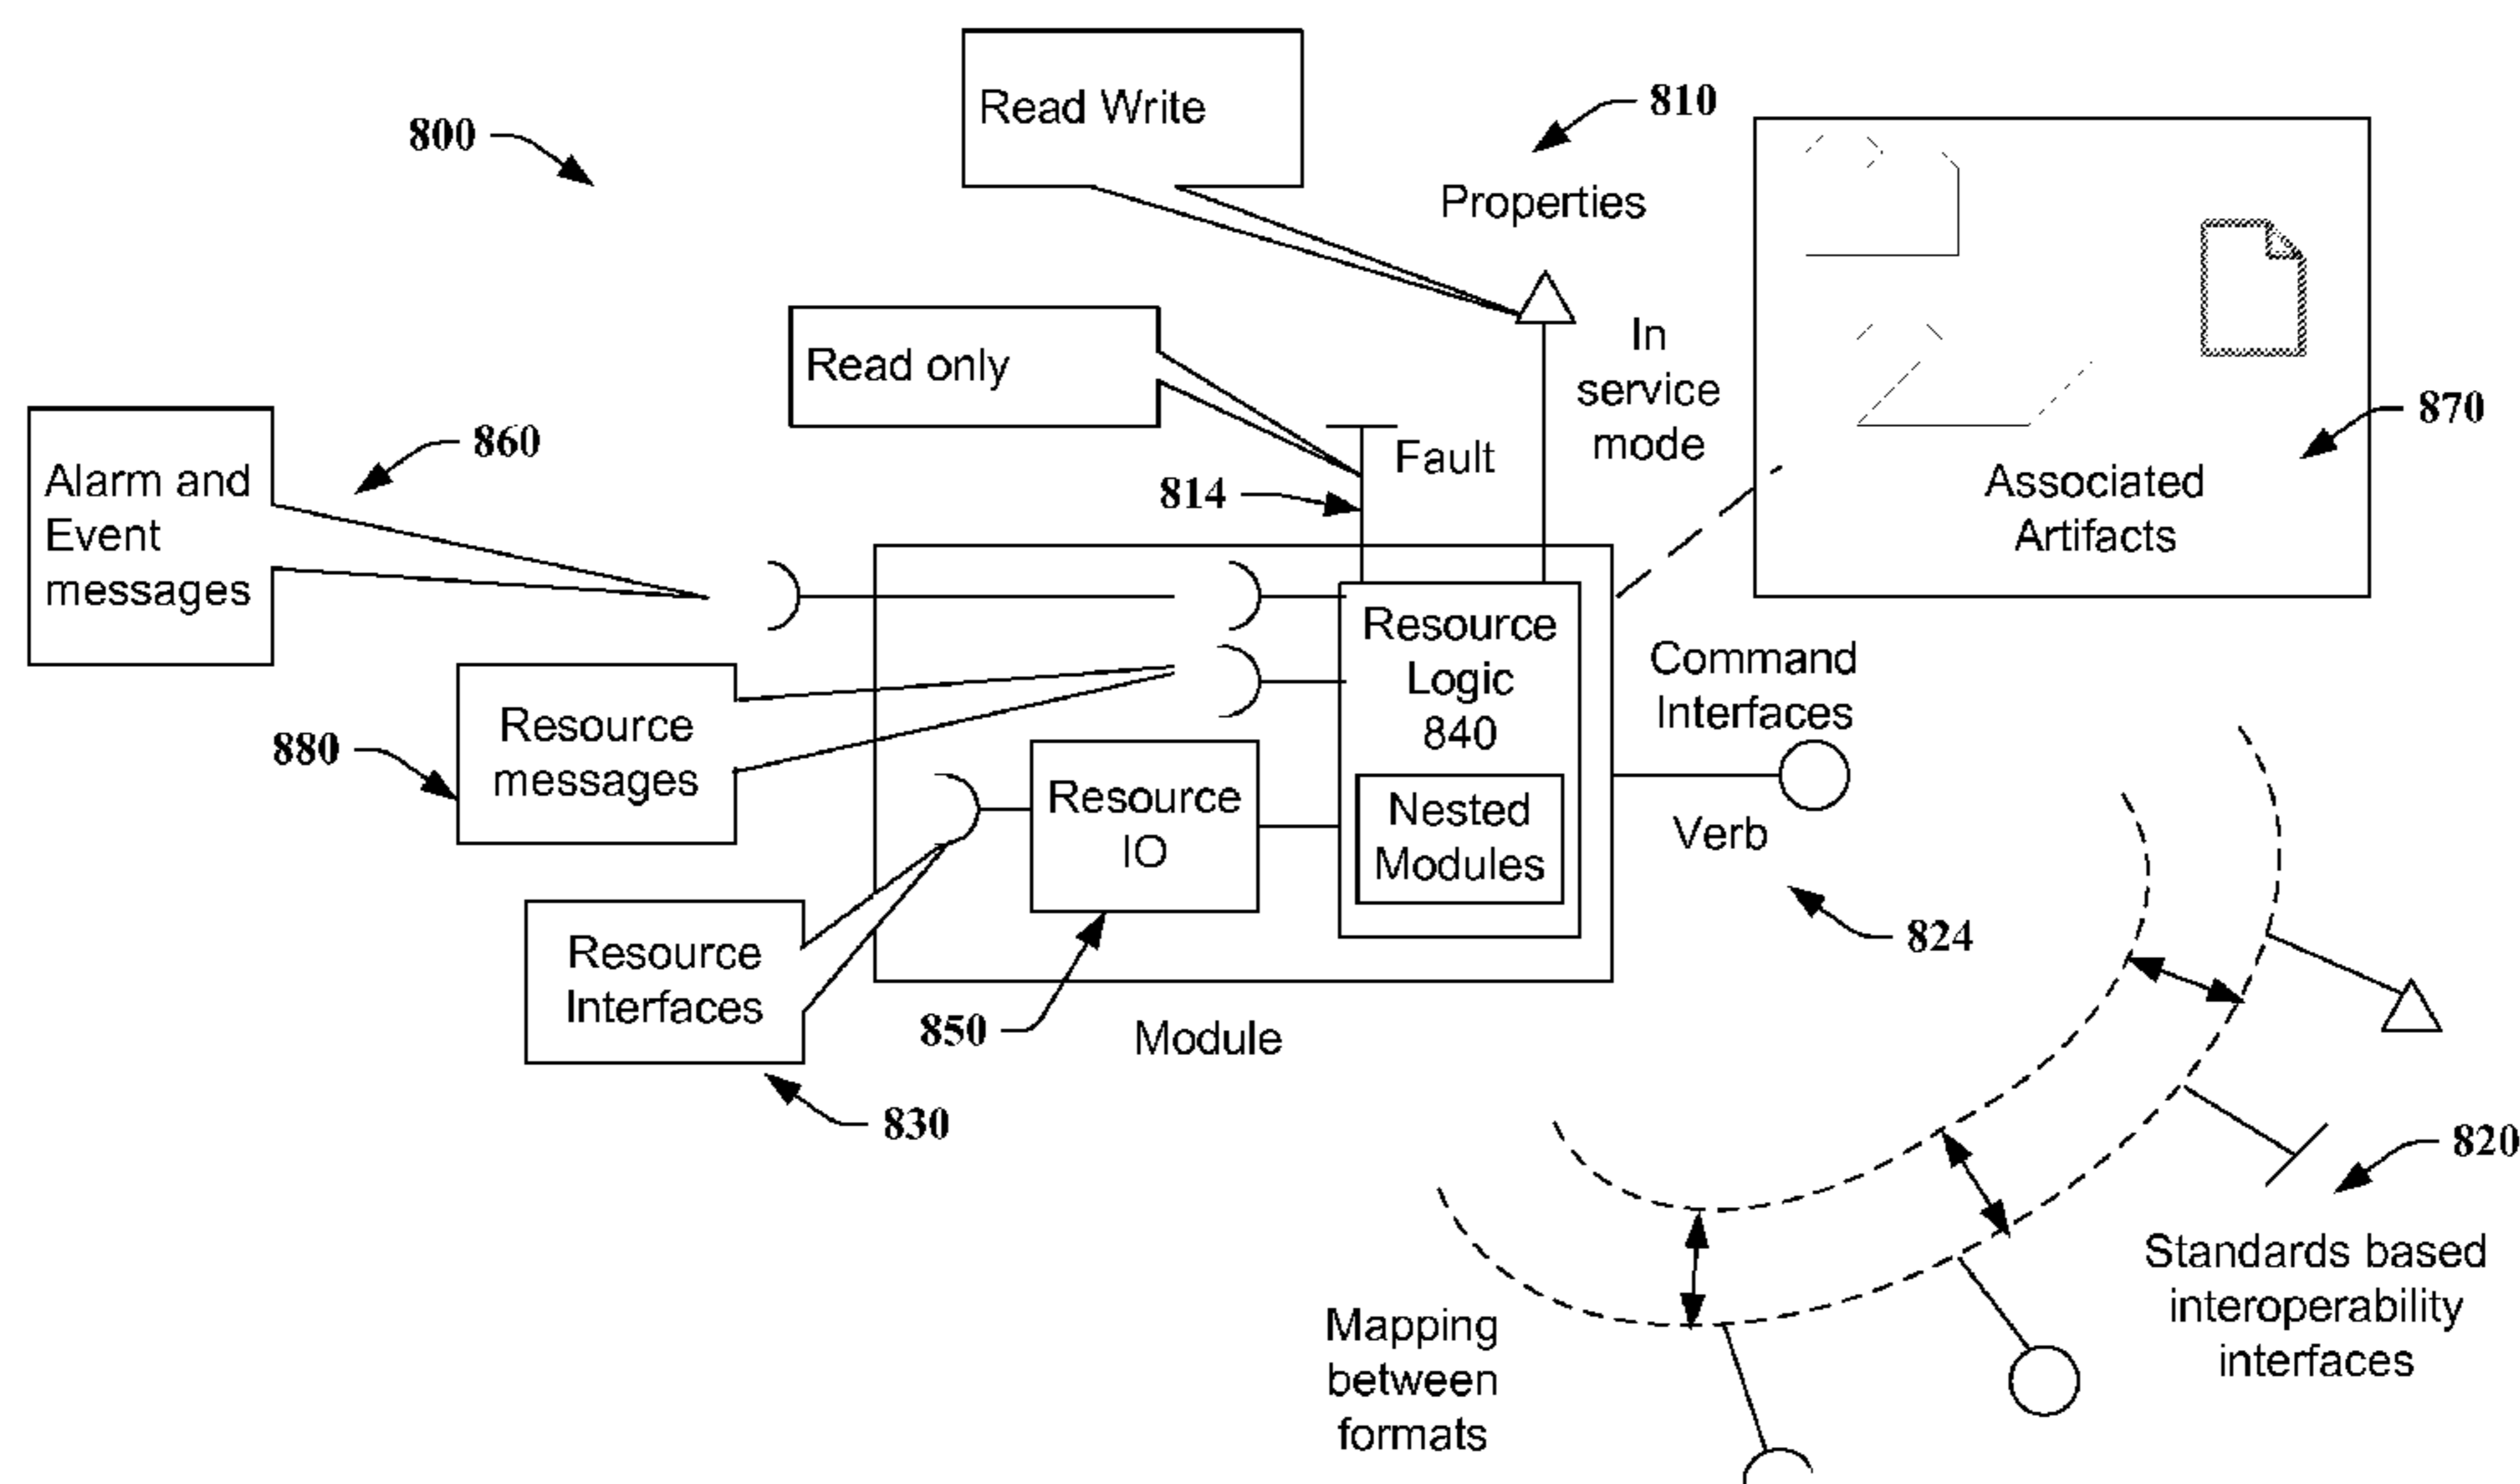 Read Write
810
800
Properties
Read only
In
service
mode
870
860
Alarm and
Event
messages
Fault
814
Associated
Artifacts
Resource
Logic
840
Command
Interfaces
Resource
messages
880
Resource
IO
Nested
Modules
Verb
824
Resource
Interfaces
850
Module
830
820
Standards based
interoperability
interfaces
Mapping
between
formats